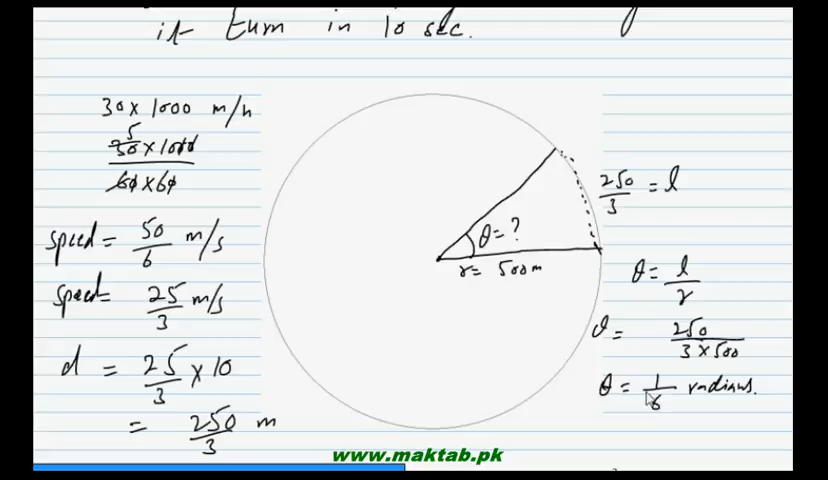 it turn in 10 sec.
30 x 1000 m/h
5
30 x 1000
60 x 60
speed = 50/6 m/s
speed = 25/3 m/s
d = 25/3 x 10
= 250/3 m
θ = ?
r = 500m
250/3 = l
θ = l/r
θ = 250/3 x 500
θ = 1/6 radians.
www.maktab.pk